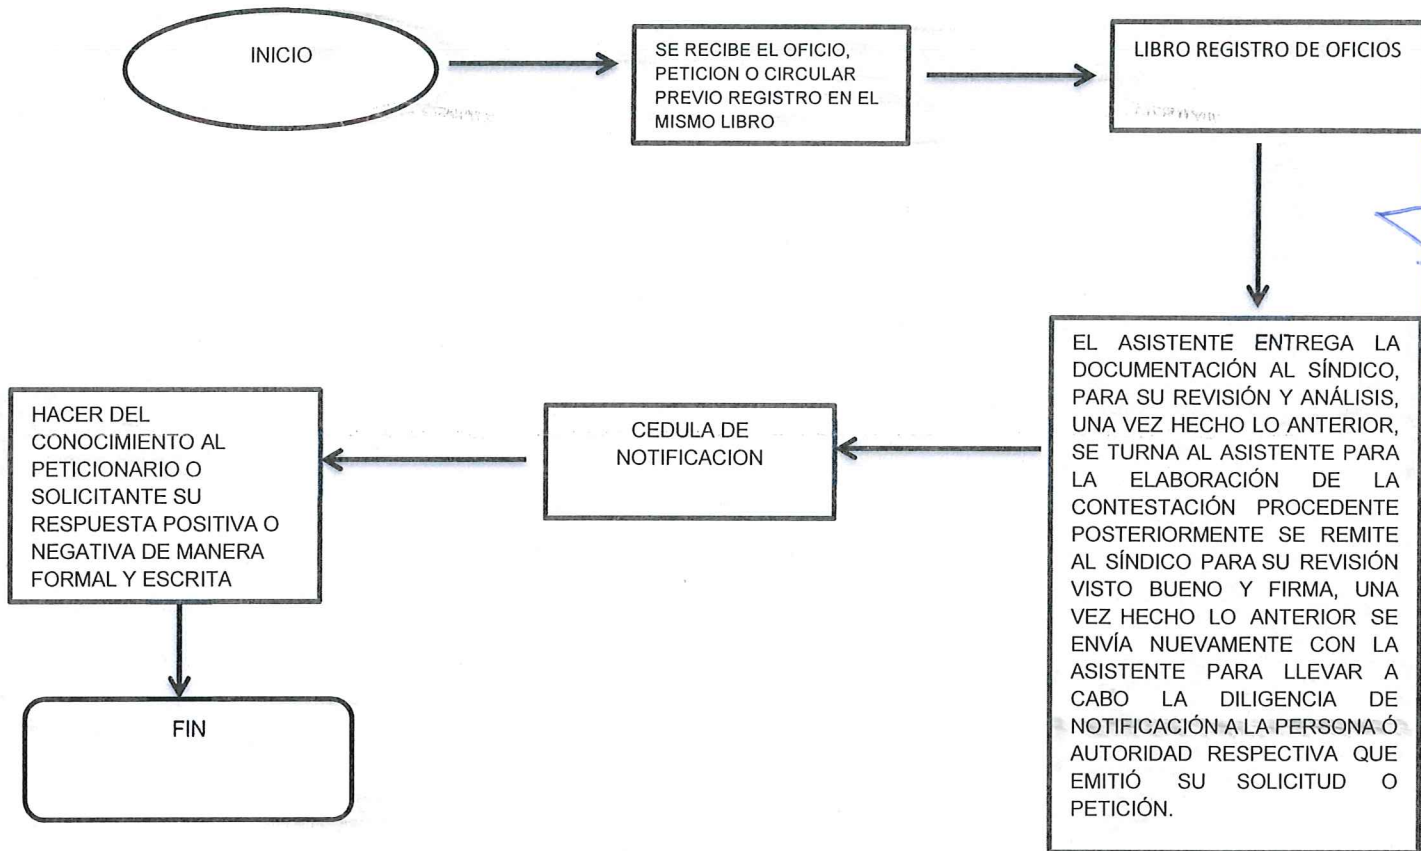 INICIO
SE RECIBE EL OFICIO,
PETICION O CIRCULAR
PREVIO REGISTRO EN EL
MISMO LIBRO
LIBRO REGISTRO DE OFICIOS
EL ASISTENTE ENTREGA LA
DOCUMENTACIÓN AL SÍNDICO,
PARA SU REVISIÓN Y ANÁLISIS,
UNA VEZ HECHO LO ANTERIOR,
SE TURNA AL ASISTENTE PARA
LA ELABORACIÓN DE LA
CONTESTACIÓN PROCEDENTE
POSTERIORMENTE SE REMITE
AL SÍNDICO PARA SU REVISIÓN
VISTO BUENO Y FIRMA, UNA
VEZ HECHO LO ANTERIOR SE
ENVÍA NUEVAMENTE CON LA
ASISTENTE PARA LLEVAR A
CABO LA DILIGENCIA DE
NOTIFICACIÓN A LA PERSONA Ó
AUTORIDAD RESPECTIVA QUE
EMITIÓ SU SOLICITUD O
PETICIÓN.
CEDULA DE
NOTIFICACION
HACER DEL
CONOCIMIENTO AL
PETICIONARIO O
SOLICITANTE SU
RESPUESTA POSITIVA O
NEGATIVA DE MANERA
FORMAL Y ESCRITA
FIN